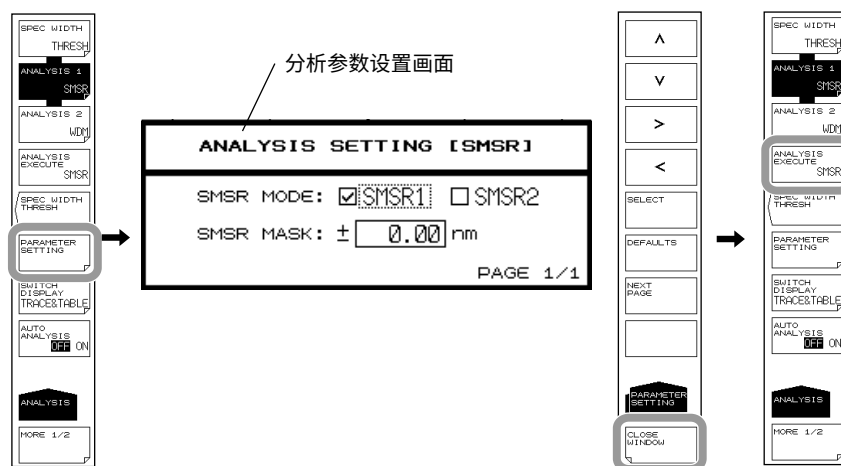 SPEC WIDTH
THRESH
ANALYSIS 1
SMSR
ANALYSIS 2
WDM
ANALYSIS
EXECUTE
SMSR
SPEC WIDTH
THRESH
PARAMETER
SETTING
SWITCH
DISPLAY
TRACE&TABLE
AUTO
ANALYSIS
OFF ON
ANALYSIS
MORE 1/2
分析参数设置画面
ANALYSIS SETTING [SMSR]
SMSR MODE: ☑SMSR1 ☐SMSR2
SMSR MASK: ± 0.00 nm
PAGE 1/1
∧
∨
>
<
SELECT
DEFAULTS
NEXT
PAGE
PARAMETER
SETTING
CLOSE
WINDOW
SPEC WIDTH
THRESH
ANALYSIS 1
SMSR
ANALYSIS 2
WDM
ANALYSIS
EXECUTE
SMSR
SPEC WIDTH
THRESH
PARAMETER
SETTING
SWITCH
DISPLAY
TRACE&TABLE
AUTO
ANALYSIS
OFF ON
ANALYSIS
MORE 1/2